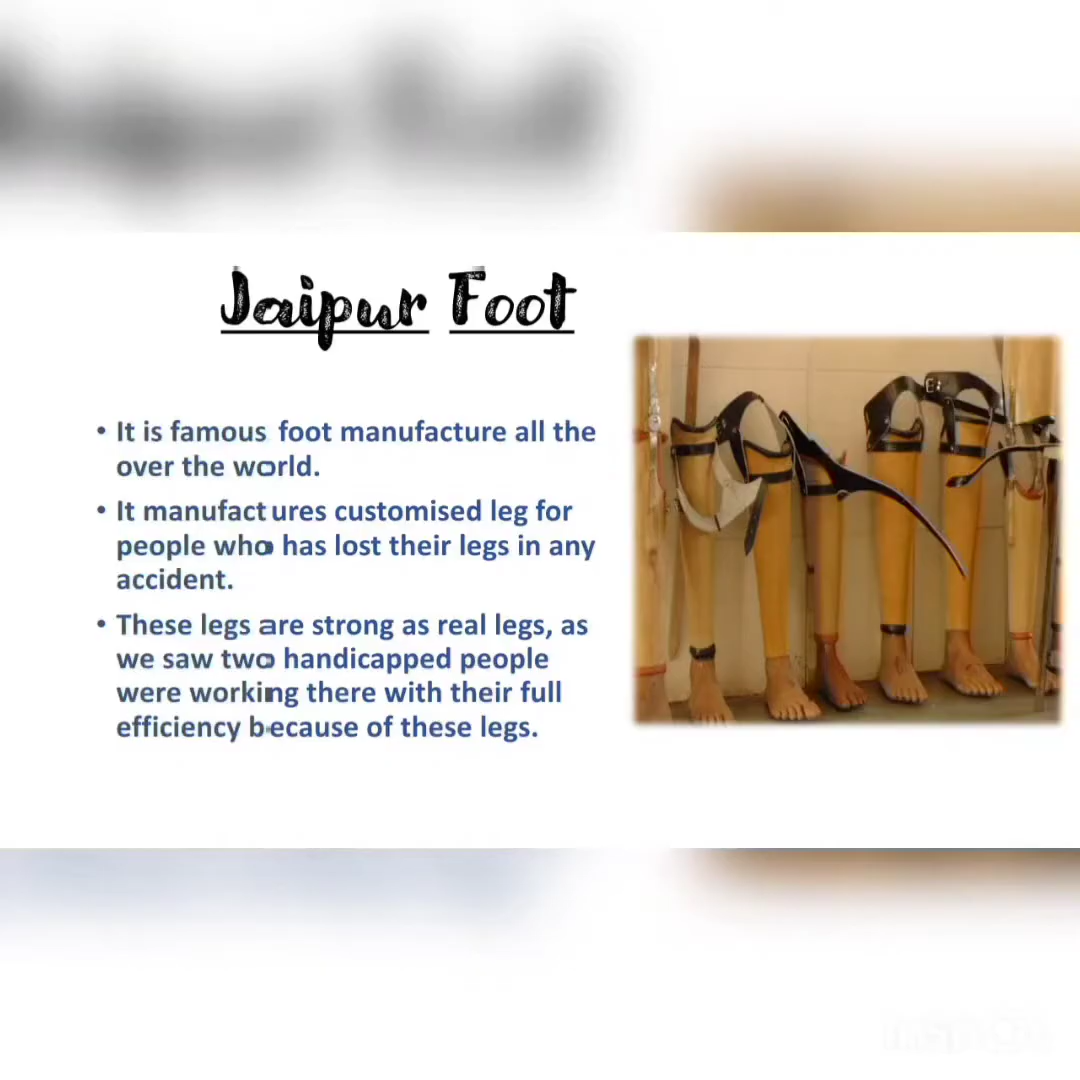 Jaipur Foot
• It is famous foot manufacture all the
over the world.
• It manufactures customised leg for
people who has lost their legs in any
accident.
• These legs are strong as real legs, as
we saw two handicapped people
were working there with their full
efficiency because of these legs.